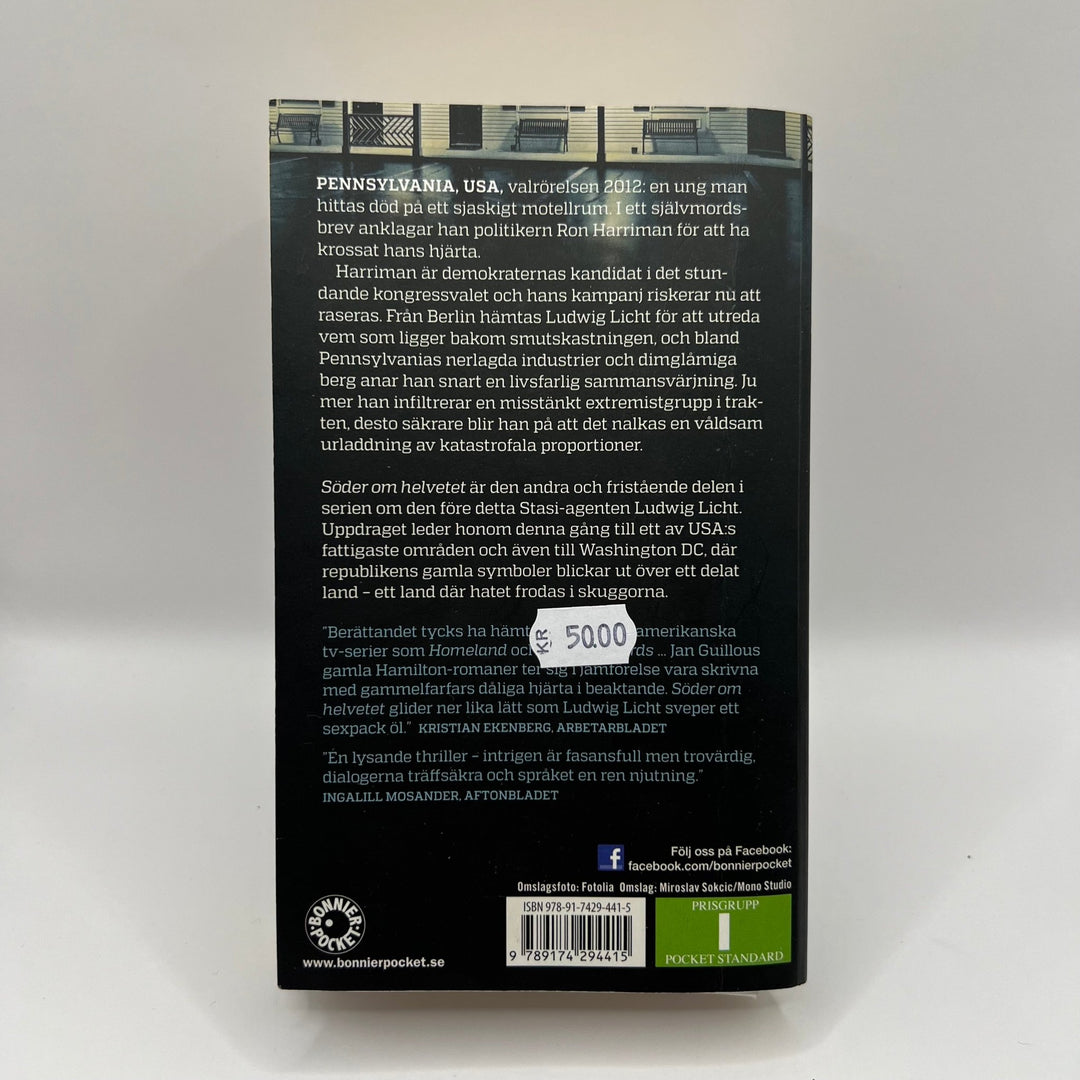 PENNSYLVANIA, USA, valrörelsen 2012: en ung man
hittas död på ett sjaskigt motellrum. I ett självmords-
brev anklagar han politikern Ron Harriman för att ha
krossat hans hjärta.
Harriman är demokraternas kandidat i det stun-
dande kongressvalet och hans kampanj riskerar nu att
raseras. Från Berlin hämtas Ludwig Licht för att utreda
vem som ligger bakom smutskastningen, och bland
Pennsylvanias nerlagda industrier och dimglåmiga
berg anar han snart en livsfarlig sammansvärjning. Ju
mer han infiltrerar en misstänkt extremistgrupp i trak-
ten, desto säkrare blir han på att det nalkas en våldsam
urladdning av katastrofala proportioner.
Söder om helvetet är den andra och fristående delen i
serien om den före detta Stasi-agenten Ludwig Licht.
Uppdraget leder honom denna gång till ett av USA:s
fattigaste områden och även till Washington DC, där
republikens gamla symboler blickar ut över ett delat
land – ett land där hatet frodas i skuggorna.
"Berättandet tycks ha amerikanska
tv-serier som Homeland ... Jan Guillous
gamla Hamilton-romaner ter sig i jämförelse vara skrivna
med gammelfarfars dåliga hjärta i beaktande. Söder om
helvetet glider ner lika lätt som Ludwig Licht sveper ett
sexpack öl." KRISTIAN EKENBERG, ARBETARBLADET
KR 50.00
"En lysande thriller – intrigen är fasansfull men trovärdig,
dialogerna träffsäkra och språket en ren njutning."
INGALILL MOSANDER, AFTONBLADET
f Följ oss på Facebook:
facebook.com/bonnierpocket
Omslagsfoto: Fotolia Omslag: Miroslav Sokcic/Mono Studio
BONNIER POCKET
www.bonnierpocket.se
ISBN 978-91-7429-441-5
9 789174 294415
PRISGRUPP
1
POCKET STANDARD